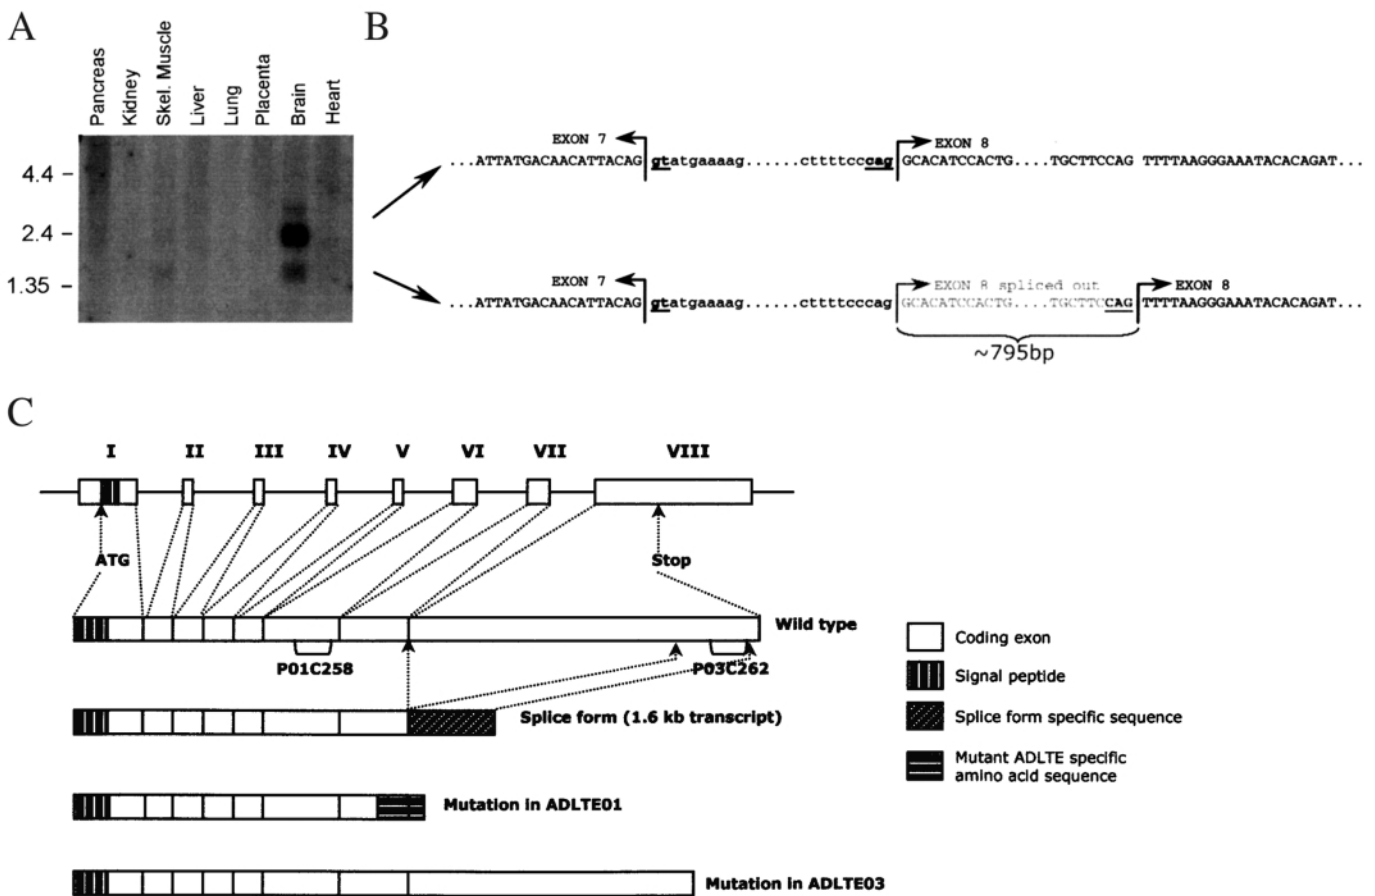 A
B
Pancreas
Kidney
Skel. Muscle
Liver
Lung
Placenta
Brain
Heart
4.4
2.4
1.35
EXON 7
EXON 8
...ATTATGACAACATTACAG gtatgaaaag......cttttcccag GCACATCCACTG....TGCTTCCAG TTTTAAGGGAAATACACAGAT...
EXON 7
EXON 8 spliced out
EXON 8
...ATTATGACAACATTACAG gtatgaaaag......cttttcccag GCACATCCACTG....TGCTTCCAG TTTTAAGGGAAATACACAGAT...
~795bp
C
I II III IV V VI VII VIII
ATG
Stop
Wild type
P01C258
P03C262
Splice form (1.6 kb transcript)
Mutation in ADLTE01
Mutation in ADLTE03
Coding exon
Signal peptide
Splice form specific sequence
Mutant ADLTE specific
amino acid sequence